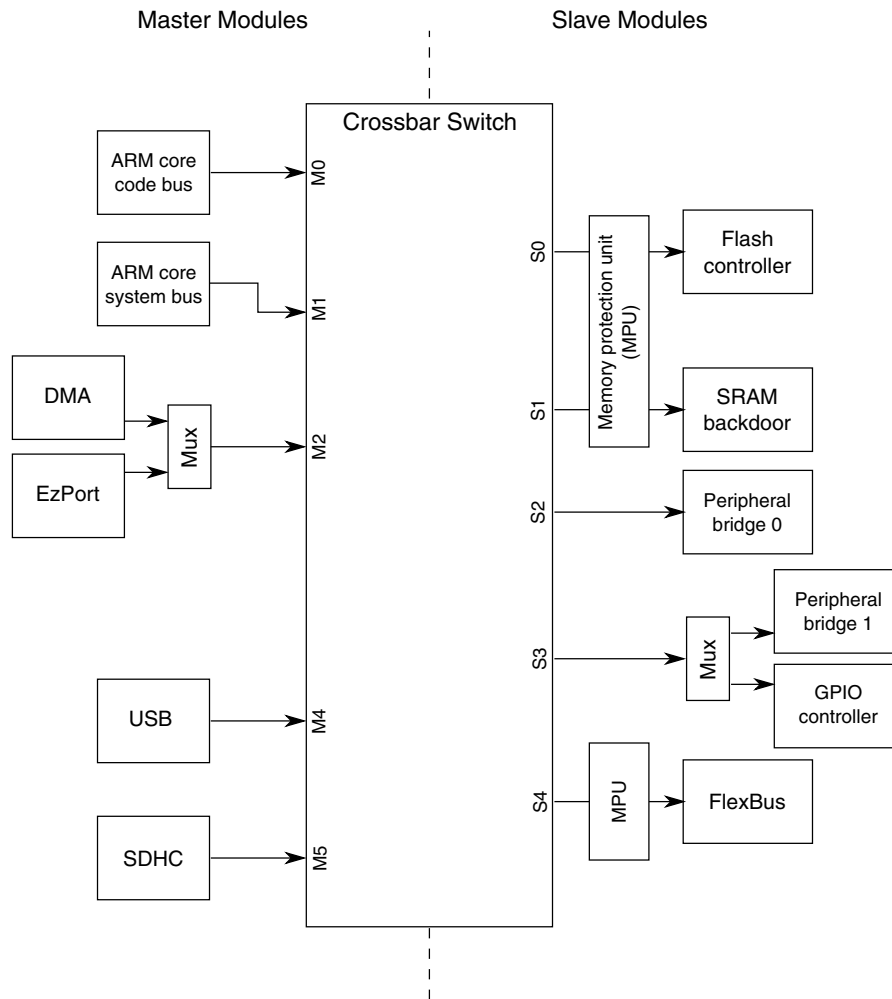 Master Modules
Slave Modules
Crossbar Switch
ARM core
code bus
M0
ARM core
system bus
M1
DMA
EzPort
Mux
M2
USB
M4
SDHC
M5
S0
Memory protection unit
(MPU)
Flash
controller
S1
SRAM
backdoor
S2
Peripheral
bridge 0
S3
Mux
Peripheral
bridge 1
GPIO
controller
S4
MPU
FlexBus